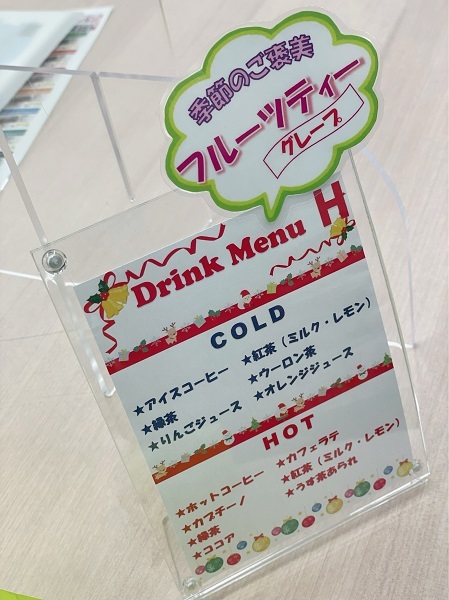 季節のご褒美
フルーツティー
グレープ
H
Drink Menu
COLD
★アイスコーヒー
★緑茶
★りんごジュース
★紅茶（ミルク・レモン）
★ウーロン茶
★オレンジジュース
HOT
★ホットコーヒー
★カプチーノ
★緑茶
★ココア
★カフェラテ
★紅茶（ミルク・レモン）
★うす茶あられ